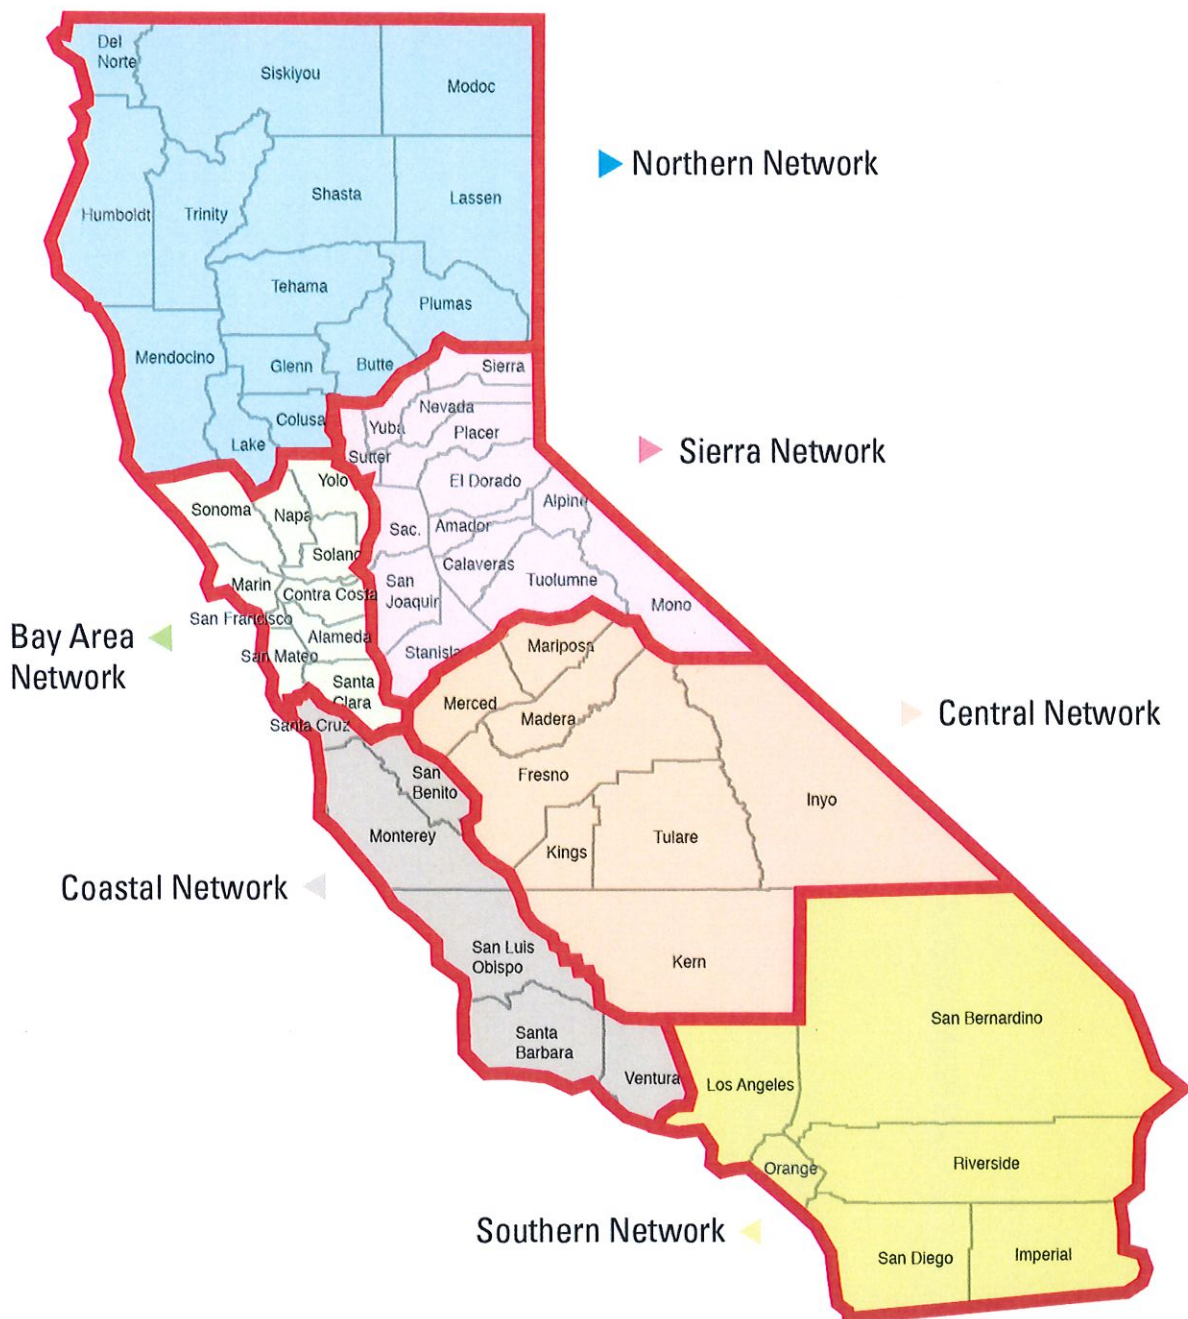 Del
Norte
Siskiyou
Modoc
Northern Network
Shasta
Lassen
Humboldt
Trinity
Tehama
Plumas
Mendocino
Glenn
Butte
Sierra
Nevada
Colusa
Yuba
Placer
Lake
Sierra Network
Sutter
Yolo
El Dorado
Alpine
Sonoma
Napa
Sac.
Amador
Solano
Calaveras
Tuolumne
Marin
San
Joaquin
Contra Costa
Mono
San Francisco
Bay Area
Network
Alameda
Mariposa
Stanisla
San Mateo
Santa
Clara
Merced
Madera
Central Network
Santa Cruz
San
Benito
Fresno
Inyo
Monterey
Tulare
Kings
Coastal Network
San Luis
Obispo
Kern
San Bernardino
Santa
Barbara
Ventura
Los Angeles
Orange
Riverside
Southern Network
San Diego
Imperial